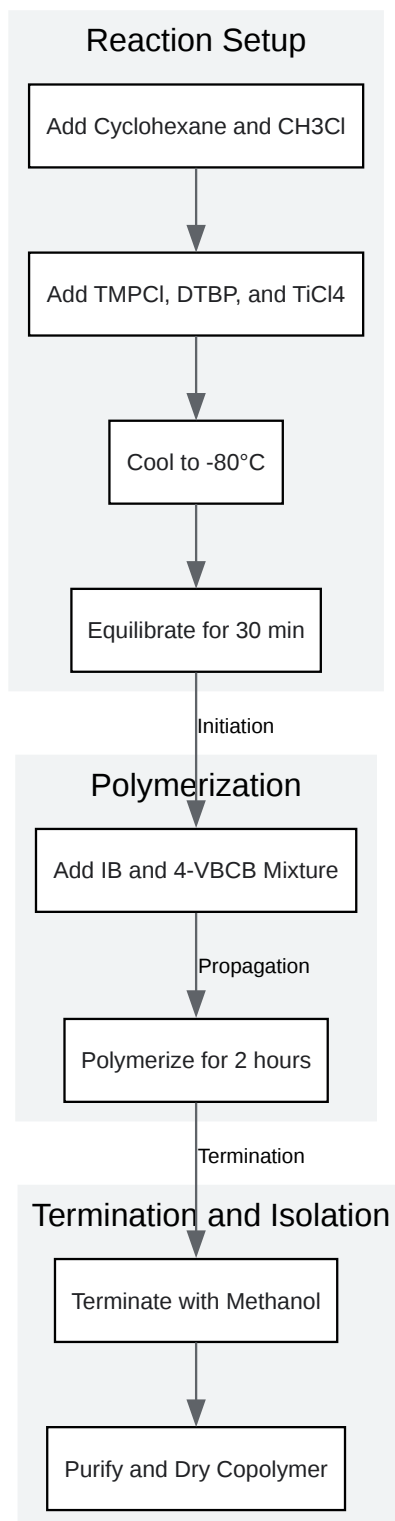 Reaction Setup
Add Cyclohexane and CH3Cl
Add TMPCl, DTBP, and TiCl4
Cool to -80°C
Equilibrate for 30 min
Initiation
Polymerization
Add IB and 4-VBCB Mixture
Propagation
Polymerize for 2 hours
Termination
Termination and Isolation
Terminate with Methanol
Purify and Dry Copolymer